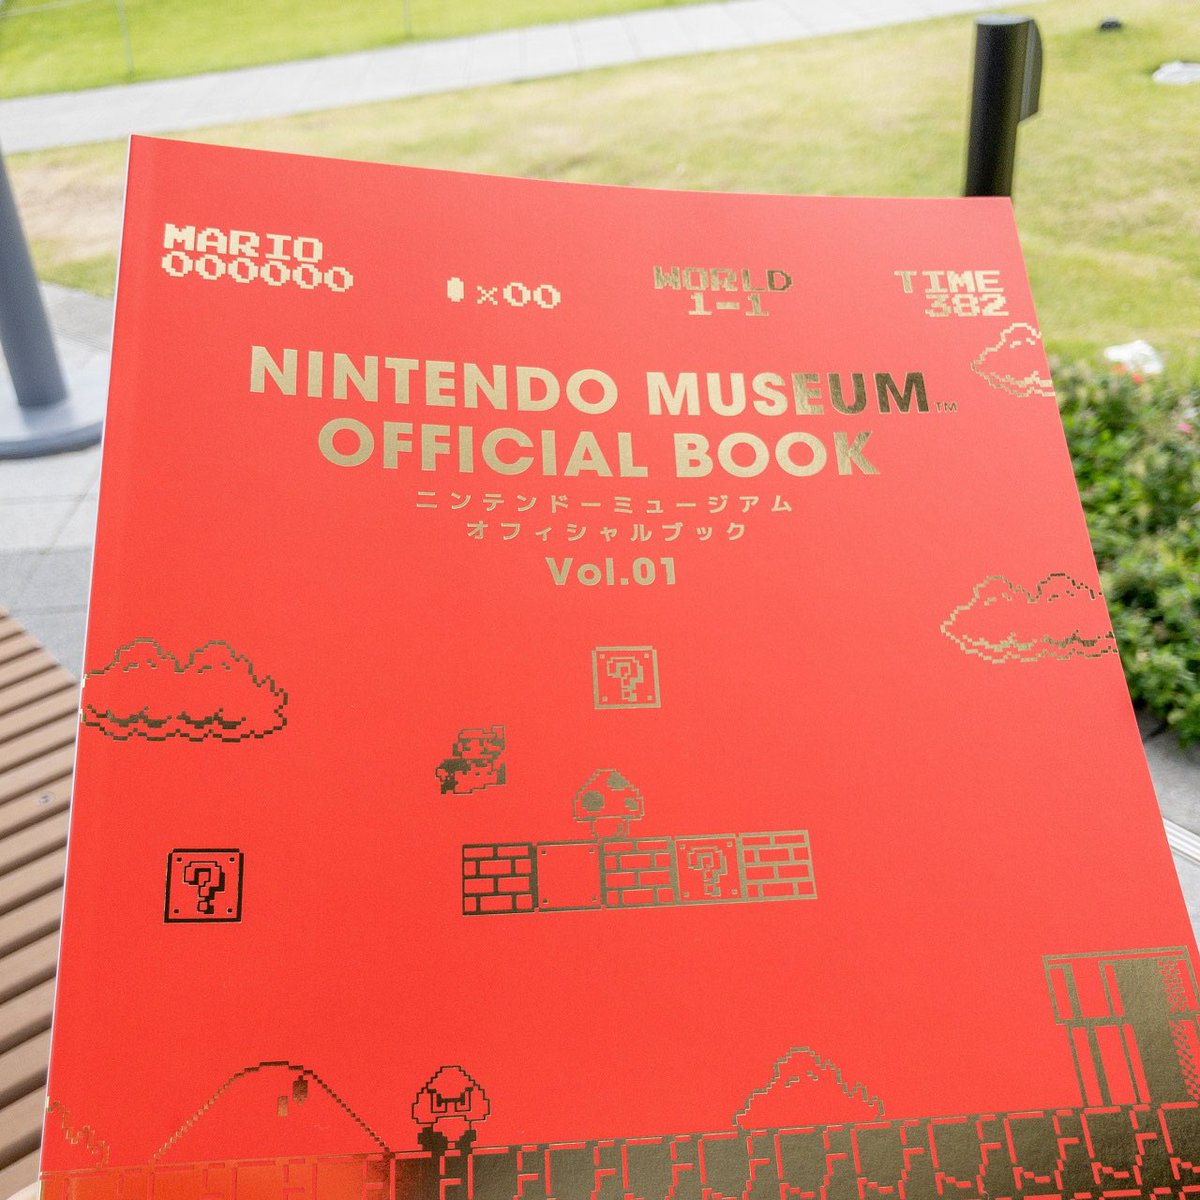 MARIO
000000
×00
WORLD
1-1
TIME
382
NINTENDO MUSEUM™
OFFICIAL BOOK
ニンテンドーミュージアム
オフィシャルブック
Vol.01
?
?
?